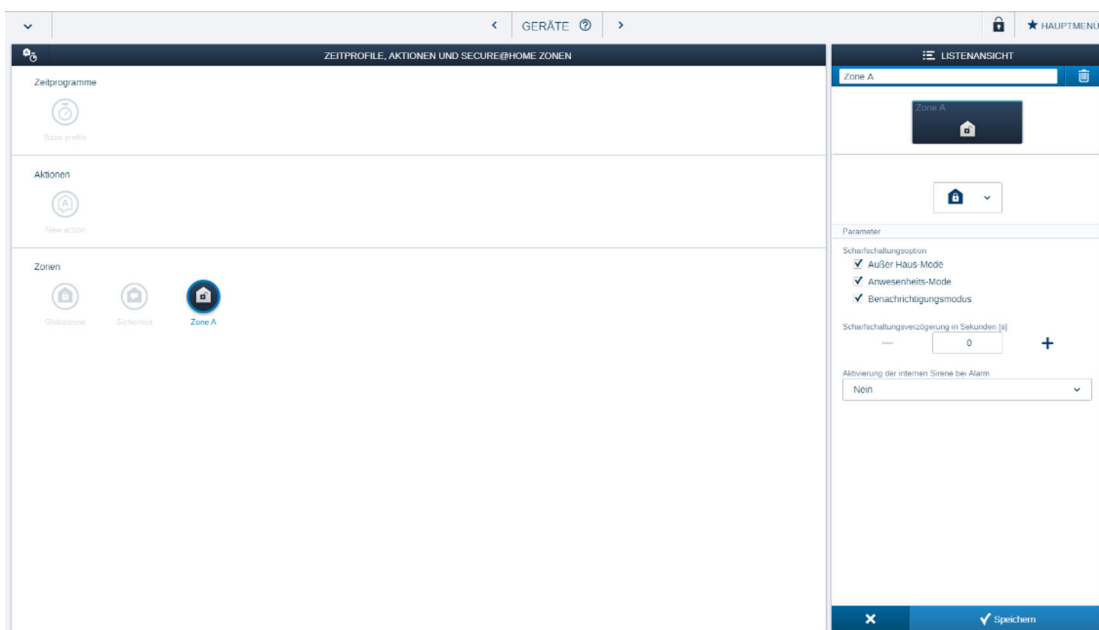 GERÄTE
HAUPTMENÜ
ZEITPROFILE, AKTIONEN UND SECURE@HOME ZONEN
LISTENANSICHT
Zone A
Zeitprogramme
Basis profile
Zone A
Aktionen
New action
Parameter
Scharfschaltungsoption
Außer Haus-Mode
Anwesenheits-Mode
Benachrichtigungsmodus
Zonen
Globalzone
Sicherheit
Zone A
Scharfschaltungsverzögerung in Sekunden [s]
0
Aktivierung der internen Sirene bei Alarm
Nein
Speichern